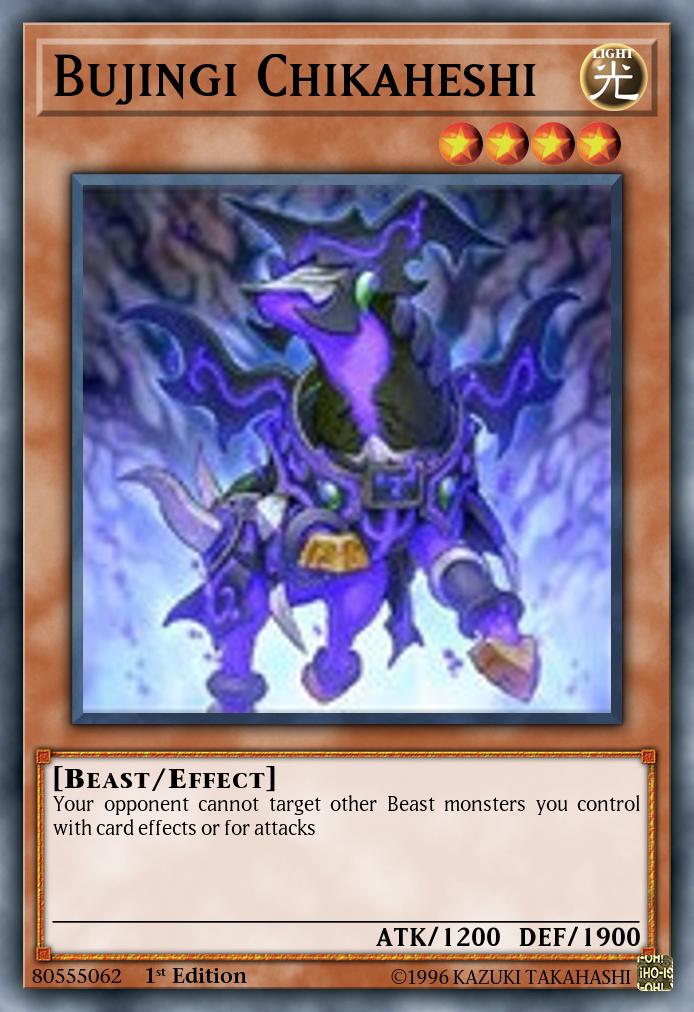 Bujingi Chikaheshi
LIGHT
光
[Beast/Effect]
Your opponent cannot target other Beast monsters you control
with card effects or for attacks
ATK/1200 DEF/1900
80555062 1st Edition ©1996 KAZUKI TAKAHASHI